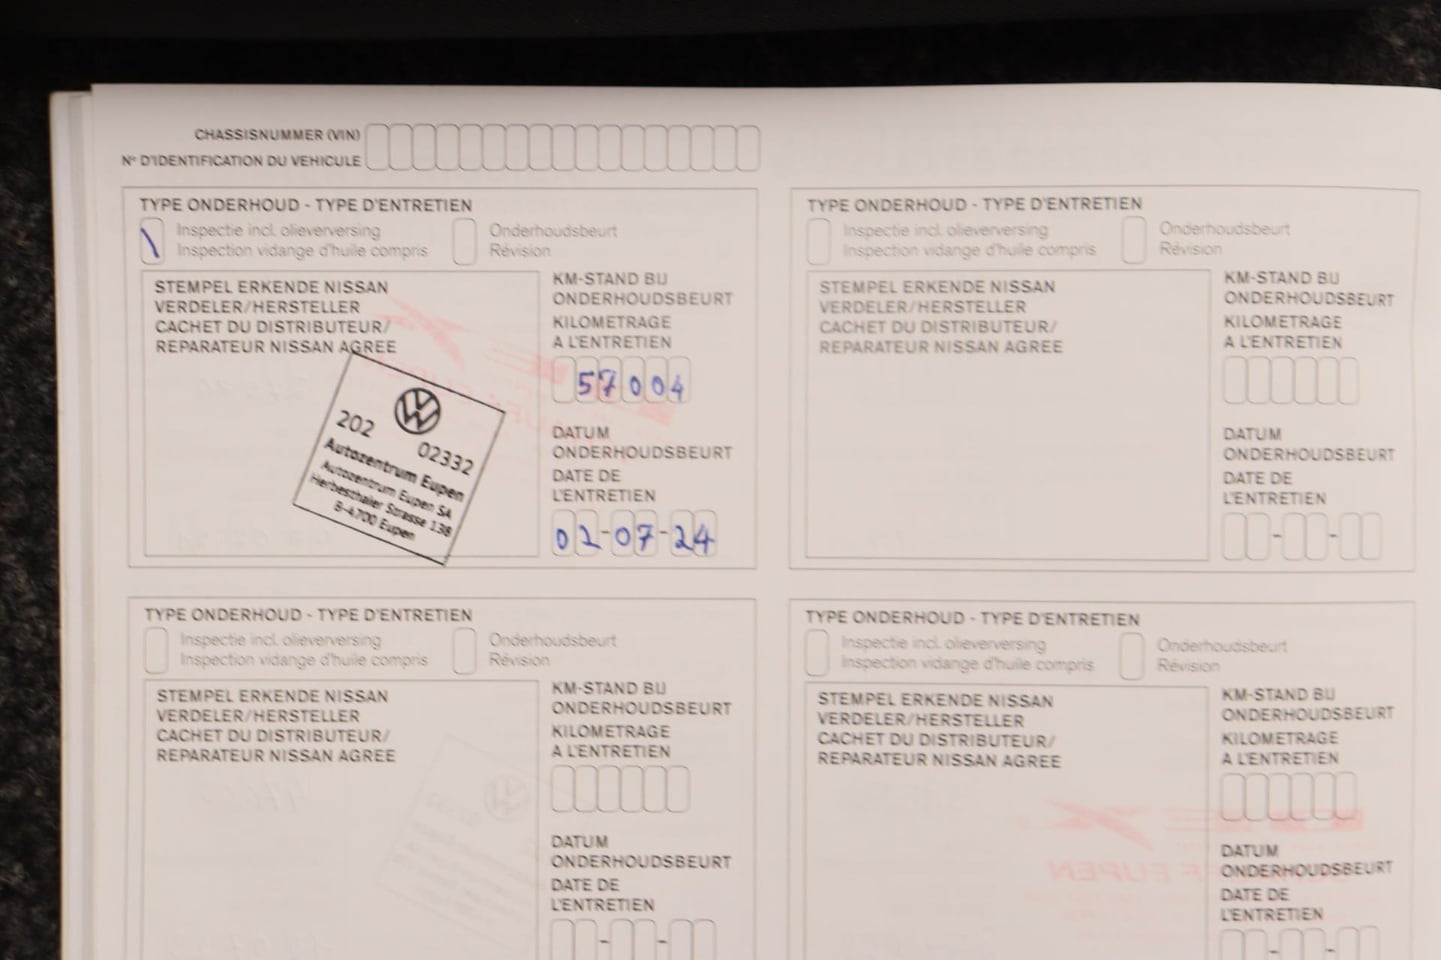 CHASSISNUMMER (VIN)
N° D'IDENTIFICATION DU VEHICULE
TYPE ONDERHOUD - TYPE D'ENTRETIEN
Inspectie incl. olieverversing
Inspection vidange d'huile compris
Onderhoudsbeurt
Révision
STEMPEL ERKENDE NISSAN
VERDELER/HERSTELLER
CACHET DU DISTRIBUTEUR/
REPARATEUR NISSAN AGREE
202
02332
Autozentrum Eupen
Autozentrum Eupen SA
Herbesthaler Strasse 138
B-4700 Eupen
KM-STAND BIJ
ONDERHOUDSBEURT
KILOMETRAGE
A L'ENTRETIEN
57004
DATUM
ONDERHOUDSBEURT
DATE DE
L'ENTRETIEN
02-07-24
TYPE ONDERHOUD - TYPE D'ENTRETIEN
Inspectie incl. olieverversing
Inspection vidange d'huile compris
Onderhoudsbeurt
Révision
STEMPEL ERKENDE NISSAN
VERDELER/HERSTELLER
CACHET DU DISTRIBUTEUR/
REPARATEUR NISSAN AGREE
KM-STAND BIJ
ONDERHOUDSBEURT
KILOMETRAGE
A L'ENTRETIEN
DATUM
ONDERHOUDSBEURT
DATE DE
L'ENTRETIEN
TYPE ONDERHOUD - TYPE D'ENTRETIEN
Inspectie incl. olieverversing
Inspection vidange d'huile compris
Onderhoudsbeurt
Révision
STEMPEL ERKENDE NISSAN
VERDELER/HERSTELLER
CACHET DU DISTRIBUTEUR/
REPARATEUR NISSAN AGREE
KM-STAND BIJ
ONDERHOUDSBEURT
KILOMETRAGE
A L'ENTRETIEN
DATUM
ONDERHOUDSBEURT
DATE DE
L'ENTRETIEN
TYPE ONDERHOUD - TYPE D'ENTRETIEN
Inspectie incl. olieverversing
Inspection vidange d'huile compris
Onderhoudsbeurt
Révision
STEMPEL ERKENDE NISSAN
VERDELER/HERSTELLER
CACHET DU DISTRIBUTEUR/
REPARATEUR NISSAN AGREE
KM-STAND BIJ
ONDERHOUDSBEURT
KILOMETRAGE
A L'ENTRETIEN
DATUM
ONDERHOUDSBEURT
DATE DE
L'ENTRETIEN